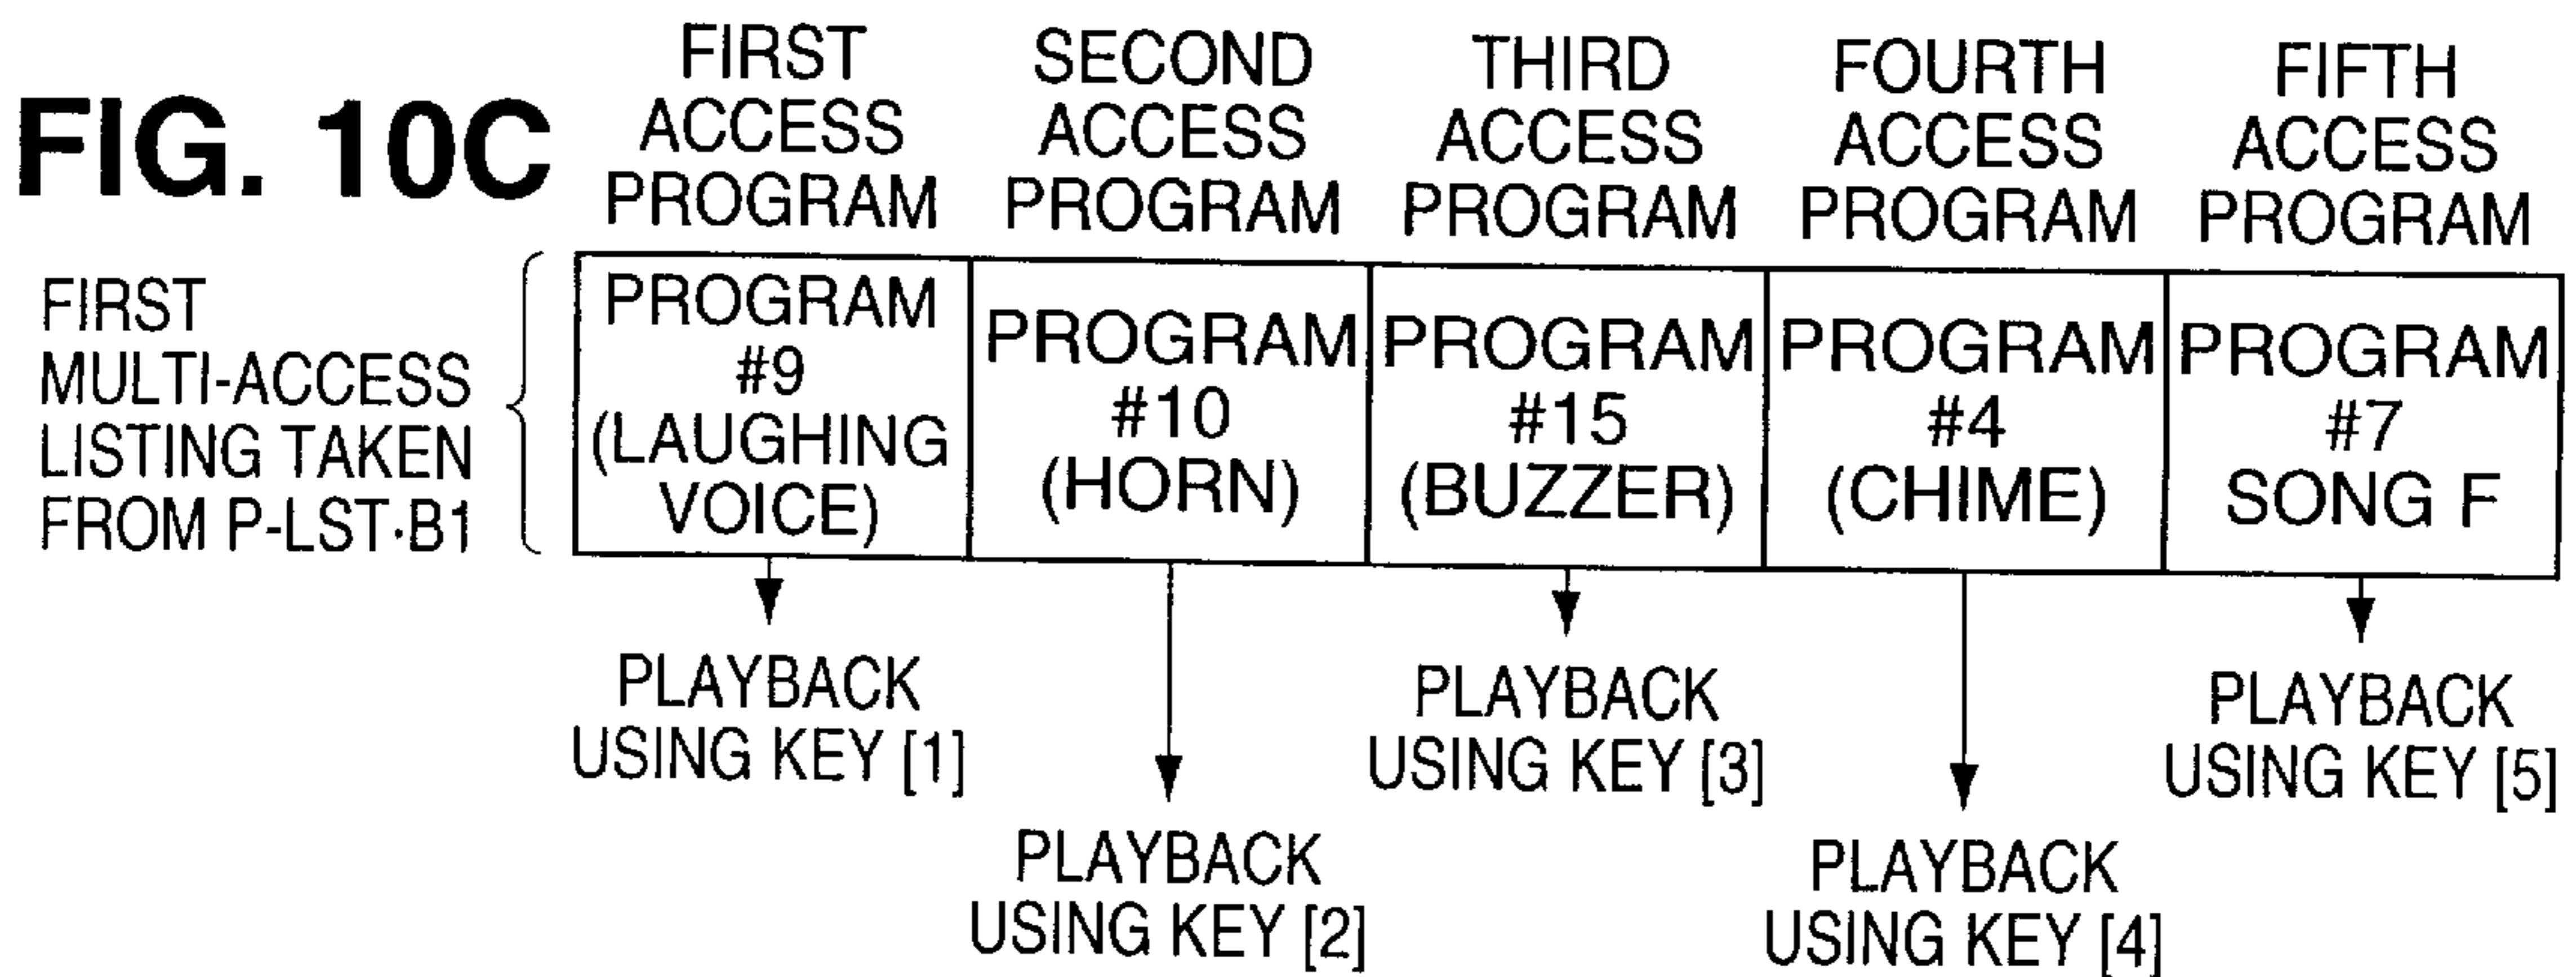 FIG. 10C
FIRST
ACCESS
PROGRAM
SECOND
ACCESS
PROGRAM
THIRD
ACCESS
PROGRAM
FOURTH
ACCESS
PROGRAM
FIFTH
ACCESS
PROGRAM
FIRST
MULTI-ACCESS
LISTING TAKEN
FROM P-LST·B1
PROGRAM
#9
(LAUGHING
VOICE)
PROGRAM
#10
(HORN)
PROGRAM
#15
(BUZZER)
PROGRAM
#4
(CHIME)
PROGRAM
#7
SONG F
PLAYBACK
USING KEY [1]
PLAYBACK
USING KEY [2]
PLAYBACK
USING KEY [3]
PLAYBACK
USING KEY [4]
PLAYBACK
USING KEY [5]